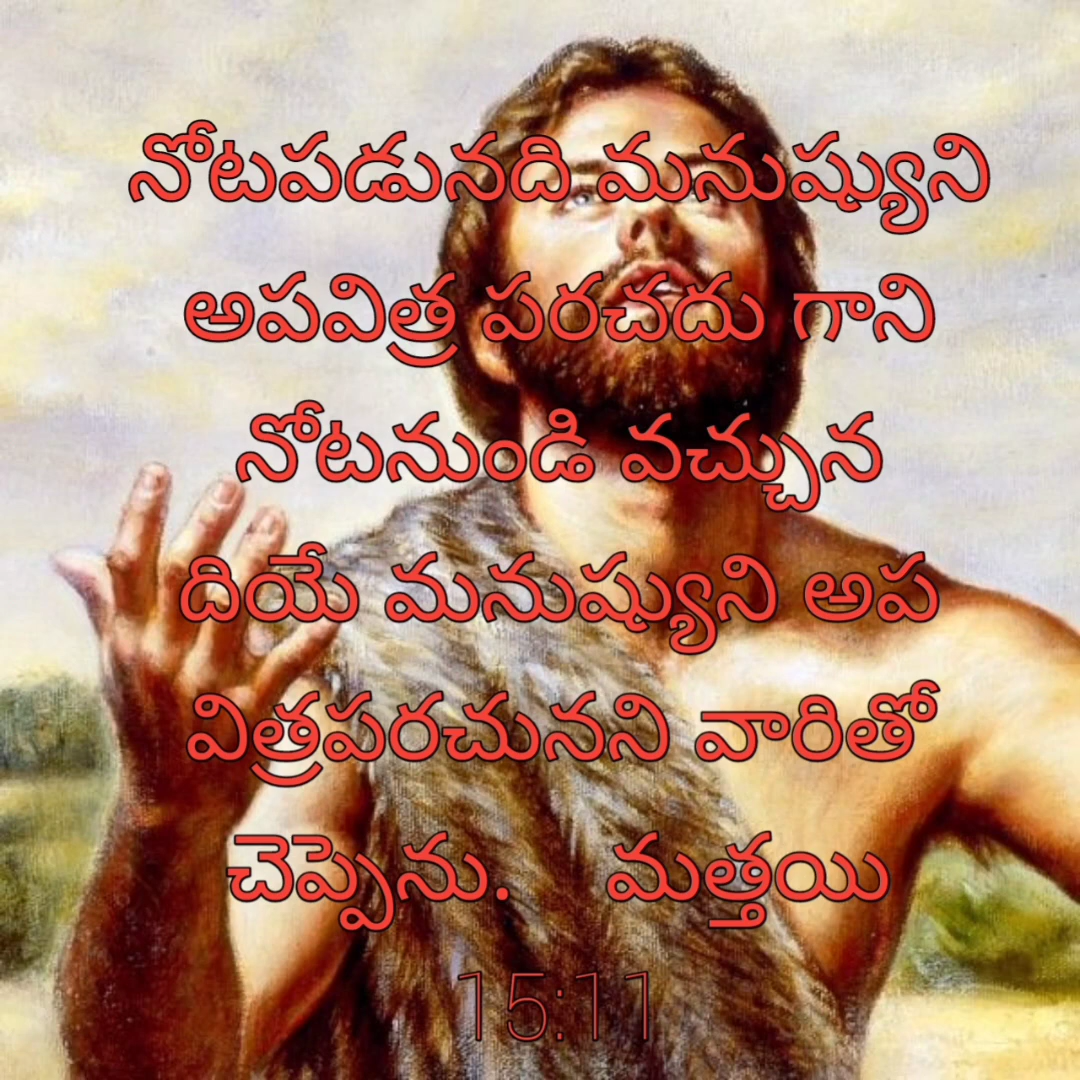 నోటపడునది మనుష్యుని
అపవిత్ర పరచదు గాని
నోటనుండి వచ్చున
దియే మనుష్యుని అప
విత్రపరచునని వారితో
చెప్పెను. మత్తయి
15:11